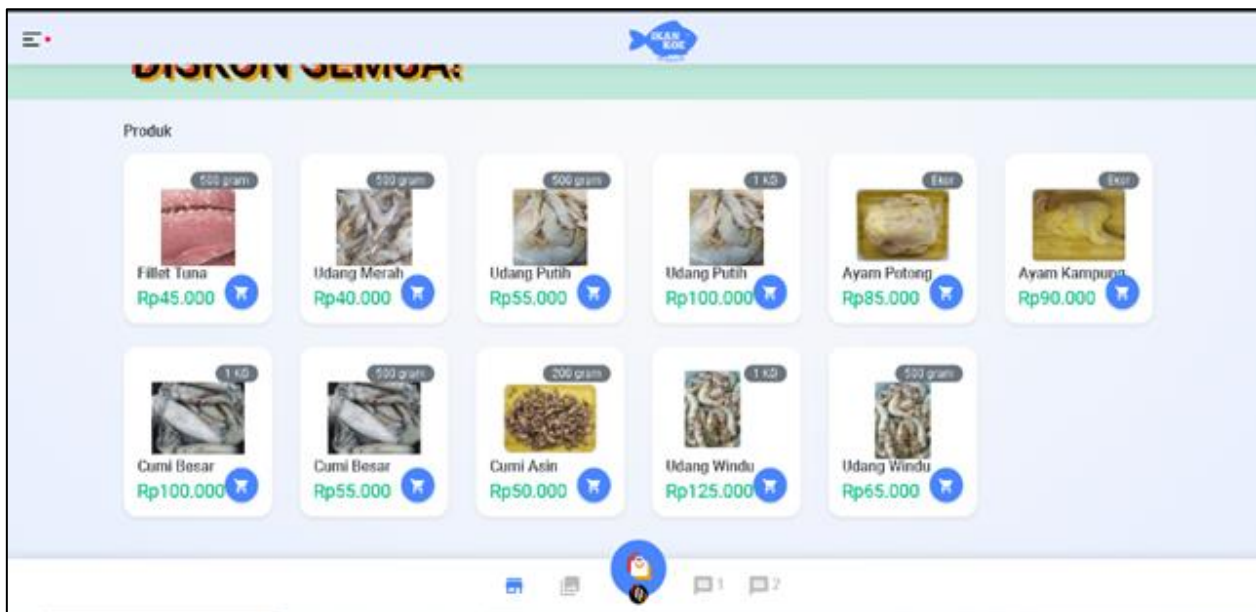 IKAN
KOE
DISKON SEMUA!
Produk
500 gram
Fillet Tuna
Rp45.000
500 gram
Udang Merah
Rp40.000
500 gram
Udang Putih
Rp55.000
1 KG
Udang Putih
Rp100.000
Ekor
Ayam Potong
Rp85.000
Ekor
Ayam Kampung
Rp90.000
1 KG
Cumi Besar
Rp100.000
500 gram
Cumi Besar
Rp55.000
200 gram
Cumi Asin
Rp50.000
1 KG
Udang Windu
Rp125.000
500 gram
Udang Windu
Rp65.000
1
2